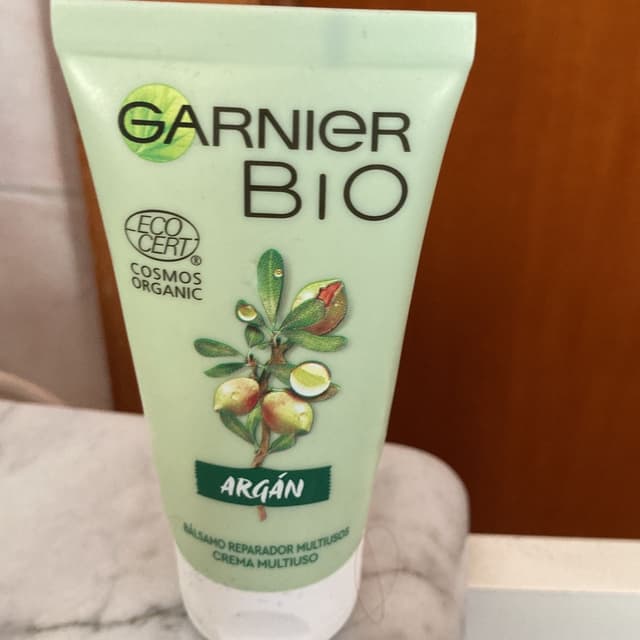 GARNIER
BIO
ECO
CERT
®
COSMOS
ORGANIC
ARGÁN
BÁLSAMO REPARADOR MULTIUSOS
CREMA MULTIUSO